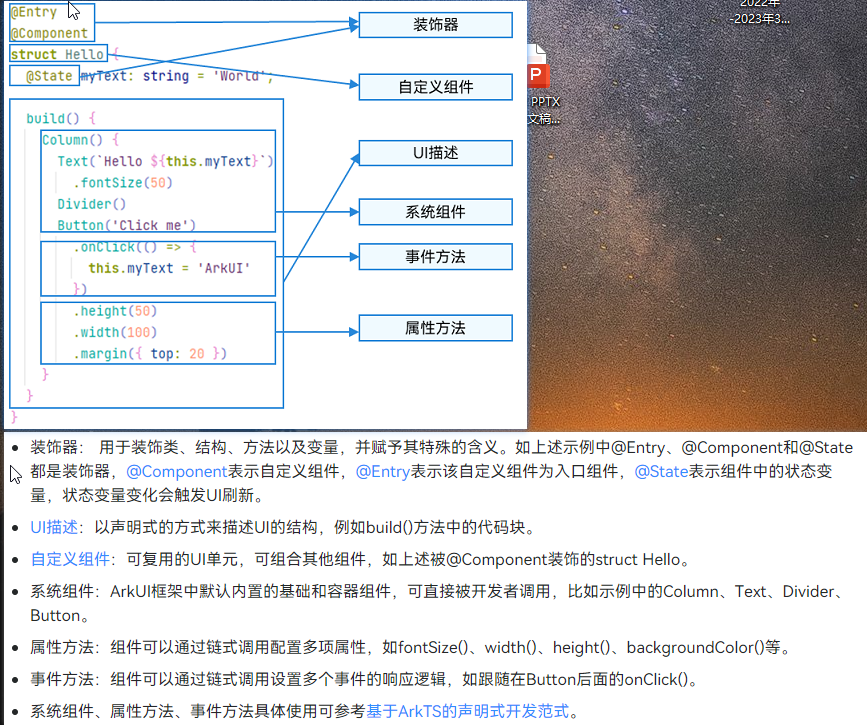 @Entry
@Component
struct Hello {
@State myText: string = 'World';
build() {
Column() {
Text(`Hello ${this.myText}`)
.fontSize(50)
Divider()
Button('Click me')
.onClick(() => {
this.myText = 'ArkUI'
})
.height(50)
.width(100)
.margin({ top: 20 })
}
}
}
装饰器
自定义组件
UI描述
系统组件
事件方法
属性方法
2022年
-2023年3...
P
PPTX
文稿...
• 装饰器： 用于装饰类、结构、方法以及变量，并赋予其特殊的含义。如上述示例中@Entry、@Component和@State
都是装饰器，@Component表示自定义组件，@Entry表示该自定义组件为入口组件，@State表示组件中的状态变
量，状态变量变化会触发UI刷新。
• UI描述：以声明式的方式来描述UI的结构，例如build()方法中的代码块。
• 自定义组件：可复用的UI单元，可组合其他组件，如上述被@Component装饰的struct Hello。
• 系统组件：ArkUI框架中默认内置的基础和容器组件，可直接被开发者调用，比如示例中的Column、Text、Divider、
Button。
• 属性方法：组件可以通过链式调用配置多项属性，如fontSize()、width()、height()、backgroundColor()等。
• 事件方法：组件可以通过链式调用设置多个事件的响应逻辑，如跟随在Button后面的onClick()。
• 系统组件、属性方法、事件方法具体使用可参考基于ArkTS的声明式开发范式。